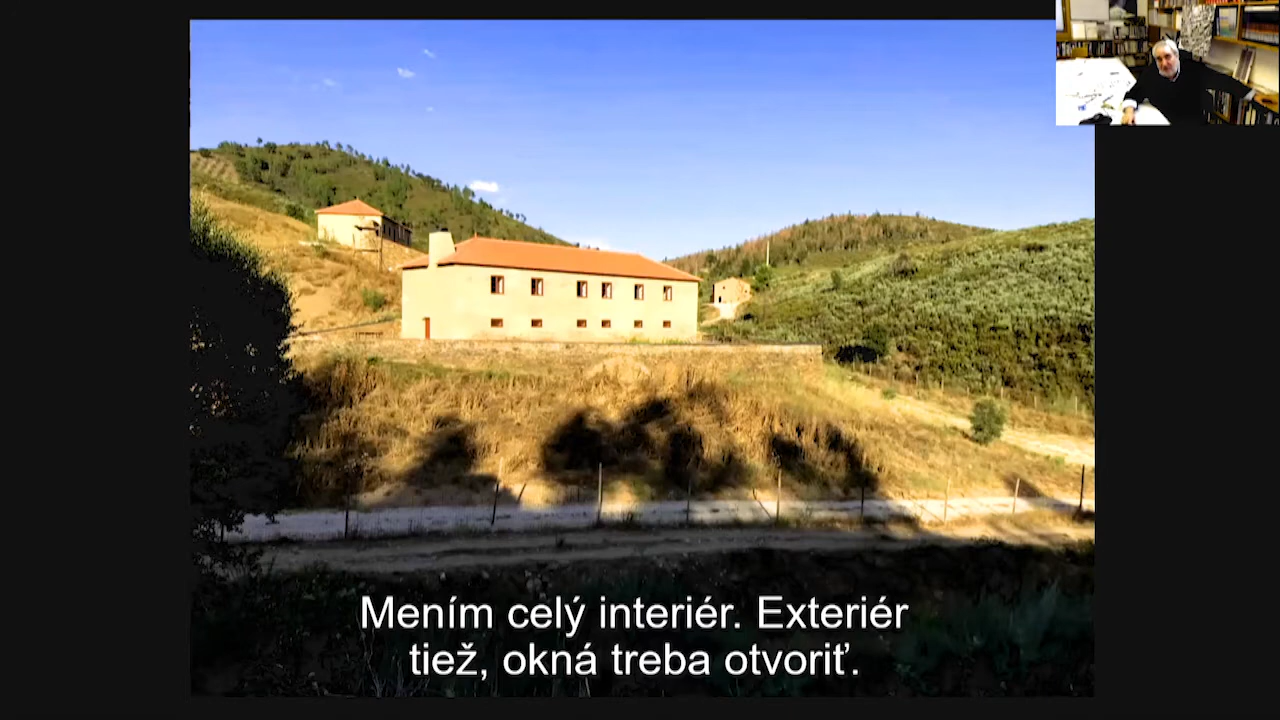 Mením celý interiér. Exteriér
tiež, okná treba otvoriť.